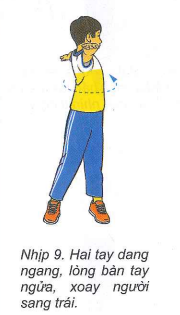 Nhịp 9. Hai tay dang
ngang, lòng bàn tay
ngửa, xoay người
sang trái.